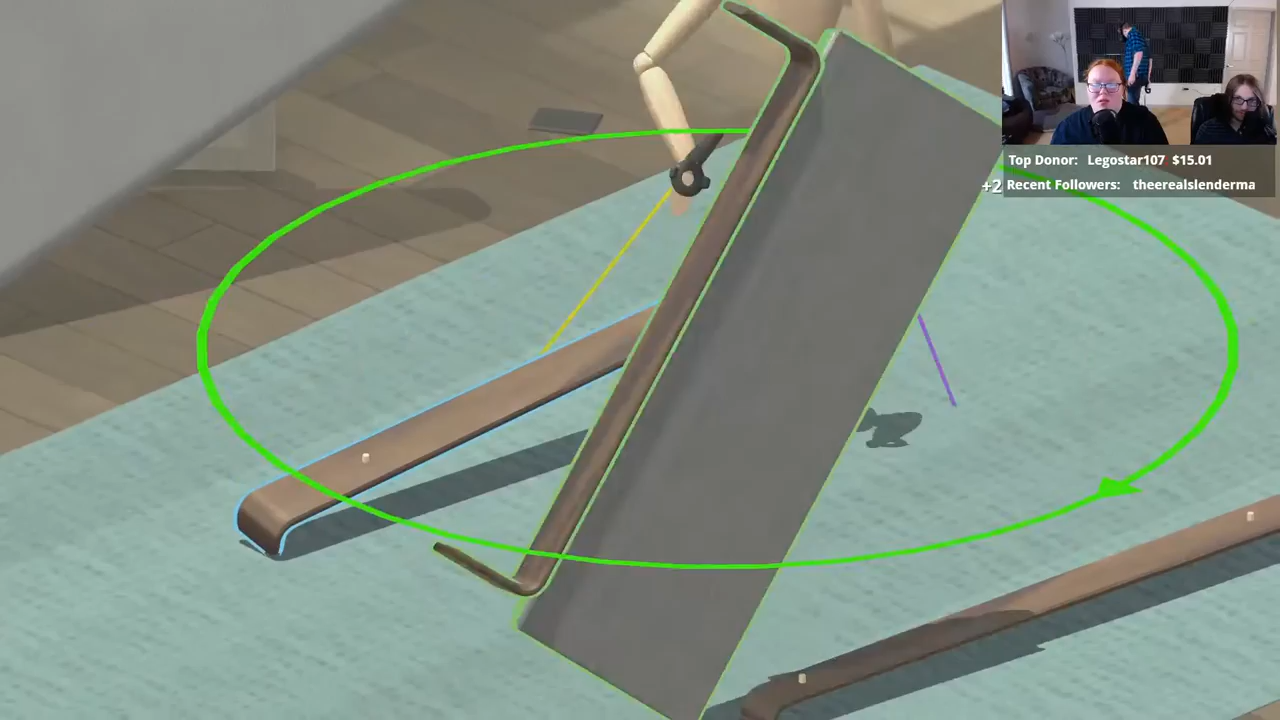 Top Donor: Legostar107 $15.01
+2 Recent Followers: theerealslenderma